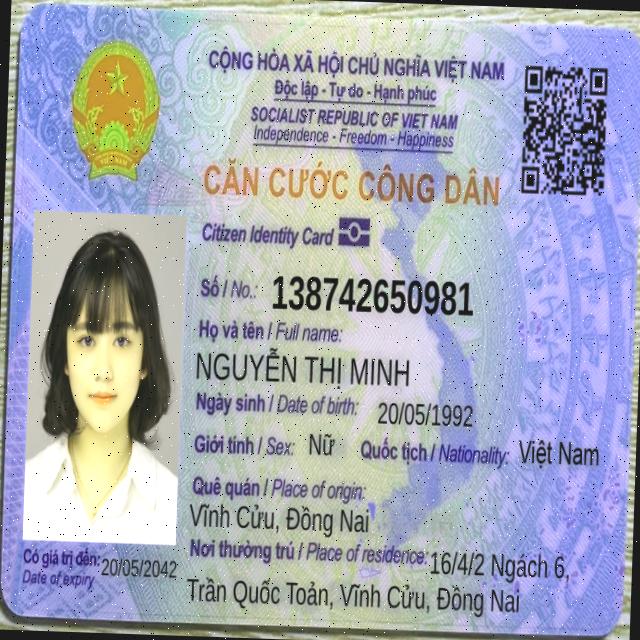 CỘNG HÒA XÃ HỘI CHỦ NGHĨA VIỆT NAM
Độc lập - Tự do - Hạnh phúc
SOCIALIST REPUBLIC OF VIET NAM
Independence - Freedom - Happiness
CĂN CƯỚC CÔNG DÂN
Citizen Identity Card
Số / No.: 138742650981
Họ và tên / Full name:
NGUYỄN THỊ MINH
Ngày sinh / Date of birth: 20/05/1992
Giới tính / Sex: Nữ Quốc tịch / Nationality: Việt Nam
Quê quán / Place of origin:
Vĩnh Cửu, Đồng Nai
Nơi thường trú / Place of residence: 16/4/2 Ngách 6,
Trần Quốc Toản, Vĩnh Cửu, Đồng Nai
Có giá trị đến: 20/05/2042
Date of expiry